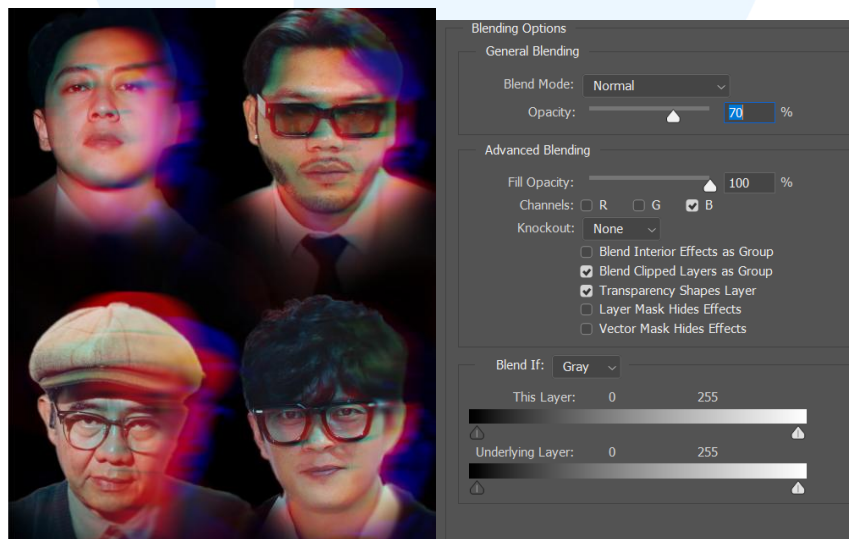 Blending Options
General Blending
Blend Mode: Normal
Opacity: 70 %
Advanced Blending
Fill Opacity: 100 %
Channels: R G B
Knockout: None
Blend Interior Effects as Group
Blend Clipped Layers as Group
Transparency Shapes Layer
Layer Mask Hides Effects
Vector Mask Hides Effects
Blend If: Gray
This Layer: 0 255
Underlying Layer: 0 255